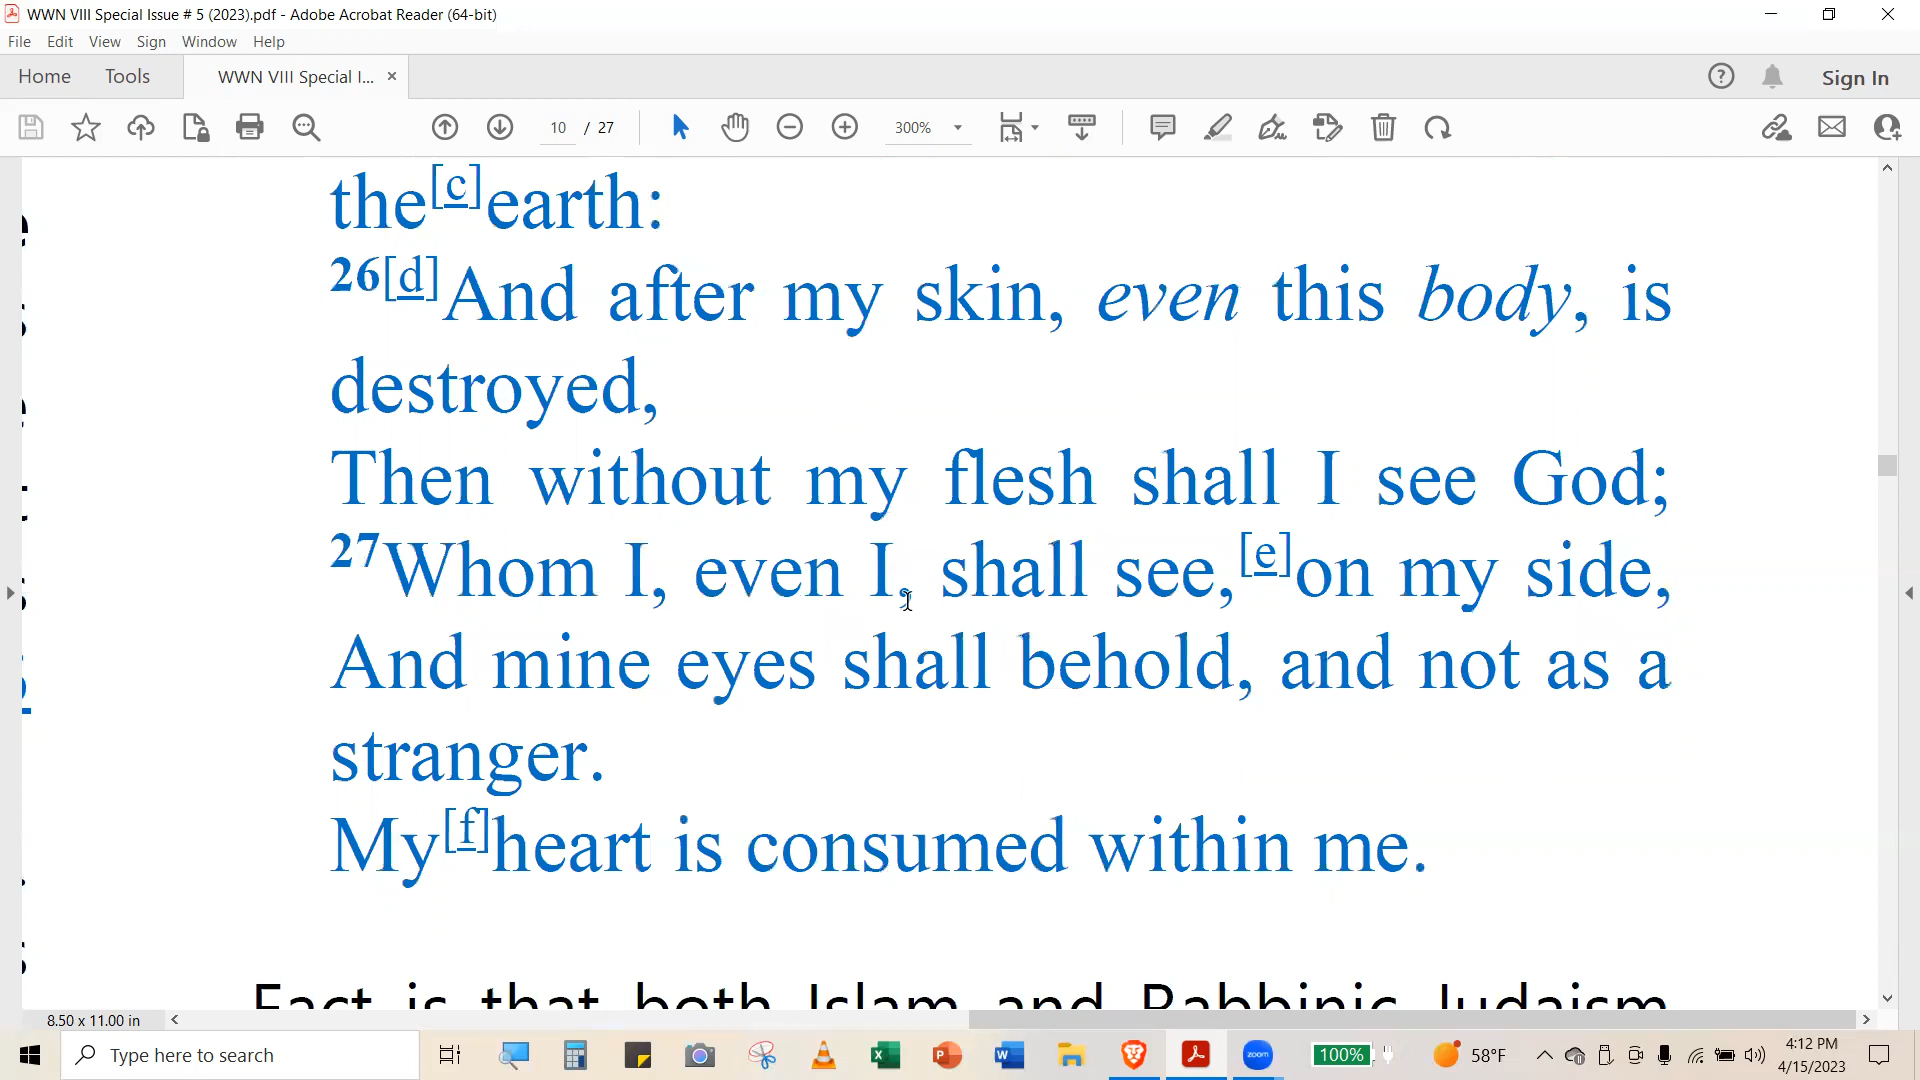 WWN VIII Special Issue # 5 (2023).pdf - Adobe Acrobat Reader (64-bit)
File Edit View Sign Window Help
Home Tools WWN VIII Special I... × Sign In
10 / 27 300%
the[c]earth:
26[d]And after my skin, even this body, is
destroyed,
Then without my flesh shall I see God;
27Whom I, even I, shall see,[e]on my side,
And mine eyes shall behold, and not as a
stranger.
My[f]heart is consumed within me.
Fact is that both Islam and Rabbinic Judaism
8.50 x 11.00 in
Type here to search
zoom
100%
58°F
4:12 PM
4/15/2023